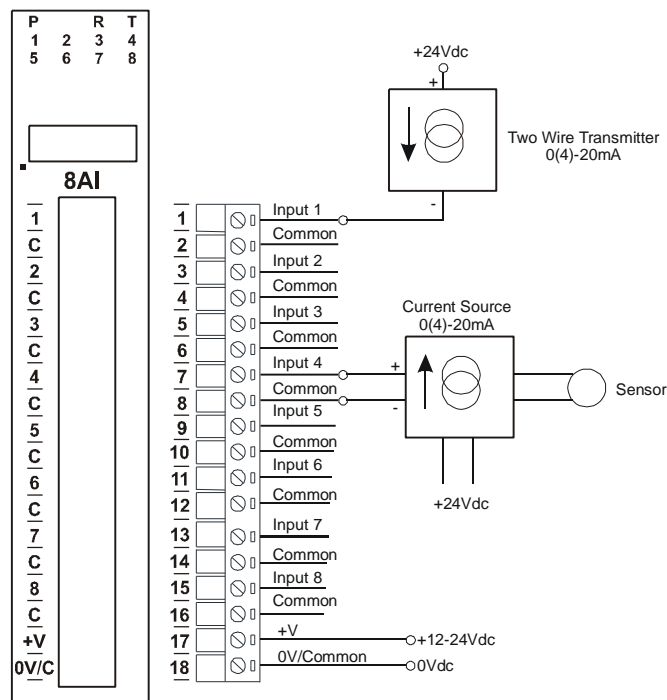 P R T
1 2 3 4
5 6 7 8
8AI
1
C
2
C
3
C
4
C
5
C
6
C
7
C
8
C
+V
0V/C
1 Input 1
2 Common
3 Input 2
4 Common
5 Input 3
6 Common
7 Input 4
8 Common
9 Input 5
10 Common
11 Input 6
12 Common
13 Input 7
14 Common
15 Input 8
16 Common
17 +V +12-24Vdc
18 0V/Common 0Vdc
+24Vdc
+
-
Two Wire Transmitter
0(4)-20mA
Current Source
0(4)-20mA
+
-
Sensor
+24Vdc